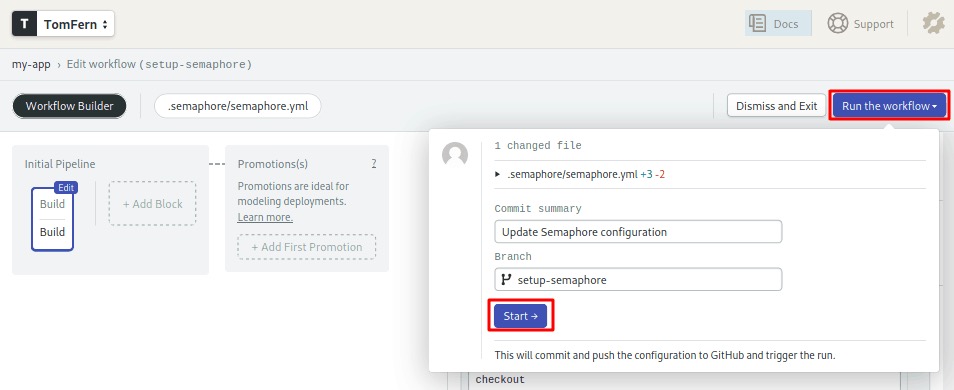 T TomFern
Docs
Support
my-app › Edit workflow (setup-semaphore)
Workflow Builder
.semaphore/semaphore.yml
Dismiss and Exit
Run the workflow
Initial Pipeline
Edit
Build
Build
+ Add Block
Promotions(s) ?
Promotions are ideal for
modeling deployments.
Learn more.
+ Add First Promotion
1 changed file
.semaphore/semaphore.yml +3 -2
Commit summary
Update Semaphore configuration
Branch
setup-semaphore
Start →
This will commit and push the configuration to GitHub and trigger the run.
checkout